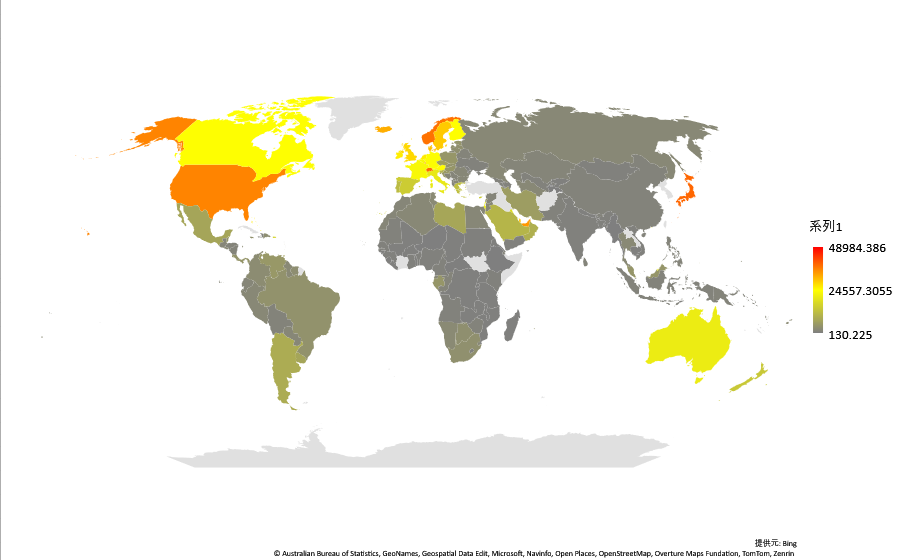 系列1
48984.386
24557.3055
130.225
提供元: Bing
© Australian Bureau of Statistics, GeoNames, Geospatial Data Edit, Microsoft, Navinfo, Open Places, OpenStreetMap, Overture Maps Fundation, TomTom, Zenrin